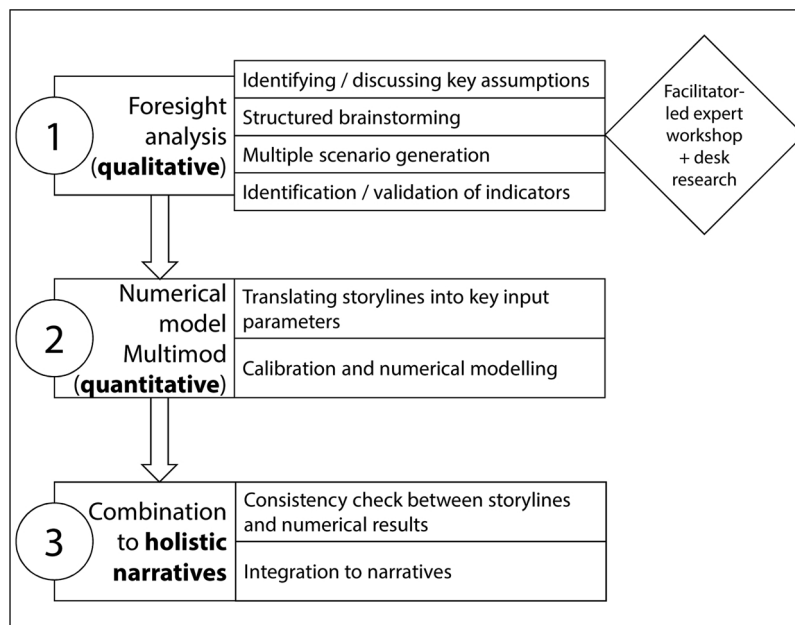 1
Foresight
analysis
(qualitative)
Identifying / discussing key assumptions
Structured brainstorming
Multiple scenario generation
Identification / validation of indicators
Facilitator-
led expert
workshop
+ desk
research
2
Numerical
model
Multimod
(quantitative)
Translating storylines into key input
parameters
Calibration and numerical modelling
3
Combination
to holistic
narratives
Consistency check between storylines
and numerical results
Integration to narratives